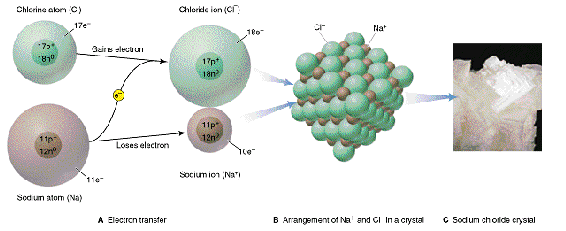 Chlorine atom (Cl)
17e⁻
17p⁺
18n⁰
Gains electron
Chloride ion (Cl⁻)
18e⁻
17p⁺
18n⁰
e⁻
11p⁺
12n⁰
11e⁻
Sodium atom (Na)
Loses electron
11p⁺
12n⁰
10e⁻
Sodium ion (Na⁺)
Cl⁻
Na⁺
A Electron transfer
B Arrangement of Na⁺ and Cl⁻ in a crystal
C Sodium chloride crystal